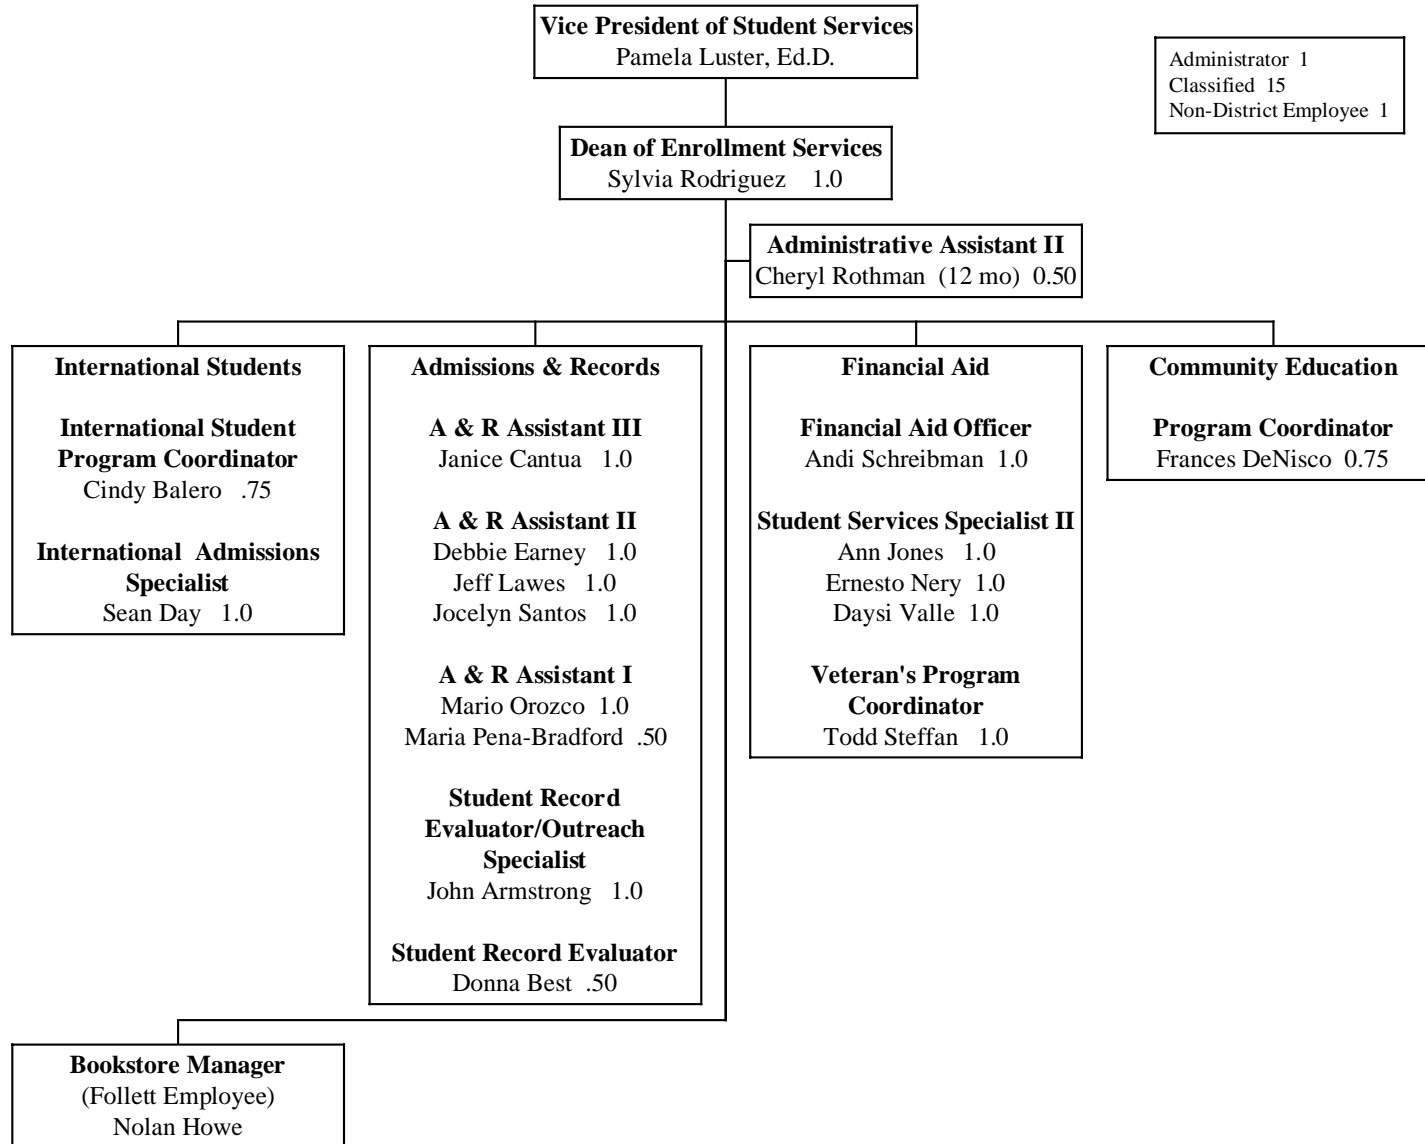 Vice President of Student Services
Pamela Luster, Ed.D.
Administrator 1
Classified 15
Non-District Employee 1
Dean of Enrollment Services
Sylvia Rodriguez 1.0
Administrative Assistant II
Cheryl Rothman (12 mo) 0.50
International Students
International Student
Program Coordinator
Cindy Balero .75
International Admissions
Specialist
Sean Day 1.0
Admissions & Records
A & R Assistant III
Janice Cantua 1.0
A & R Assistant II
Debbie Earney 1.0
Jeff Lawes 1.0
Jocelyn Santos 1.0
A & R Assistant I
Mario Orozco 1.0
Maria Pena-Bradford .50
Student Record
Evaluator/Outreach
Specialist
John Armstrong 1.0
Student Record Evaluator
Donna Best .50
Financial Aid
Financial Aid Officer
Andi Schreibman 1.0
Student Services Specialist II
Ann Jones 1.0
Ernesto Nery 1.0
Daysi Valle 1.0
Veteran's Program
Coordinator
Todd Steffan 1.0
Community Education
Program Coordinator
Frances DeNisco 0.75
Bookstore Manager
(Follett Employee)
Nolan Howe